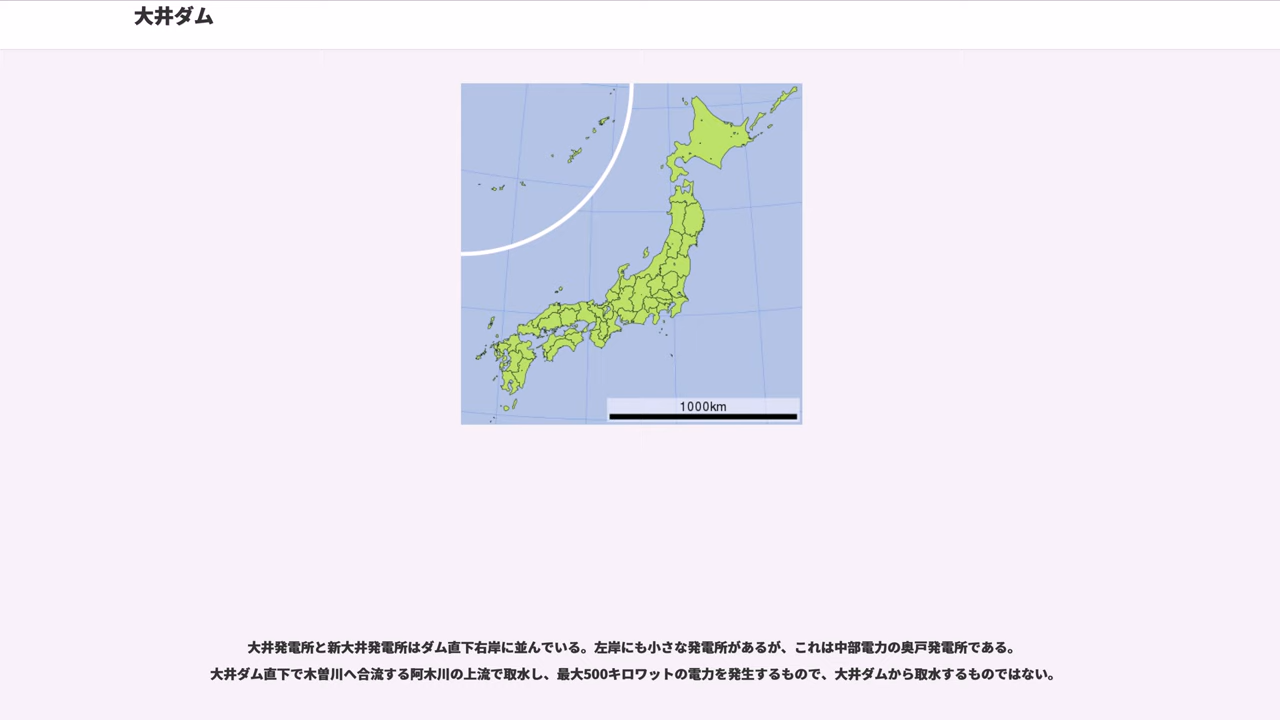 大井ダム
1000km
大井発電所と新大井発電所はダム直下右岸に並んでいる。左岸にも小さな発電所があるが、これは中部電力の奥戸発電所である。
大井ダム直下で木曽川へ合流する阿木川の上流で取水し、最大500キロワットの電力を発生するもので、大井ダムから取水するものではない。